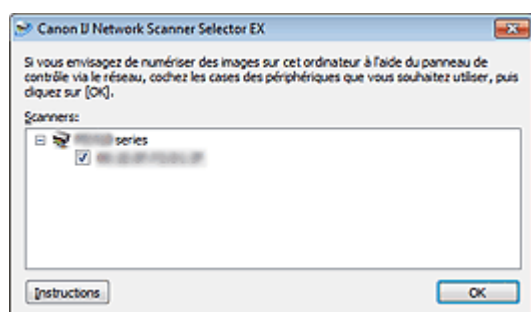 Canon IJ Network Scanner Selector EX
Si vous envisagez de numériser des images sur cet ordinateur à l'aide du panneau de
contrôle via le réseau, cochez les cases des périphériques que vous souhaitez utiliser, puis
cliquez sur [OK].
Scanners:
series
Instructions
OK